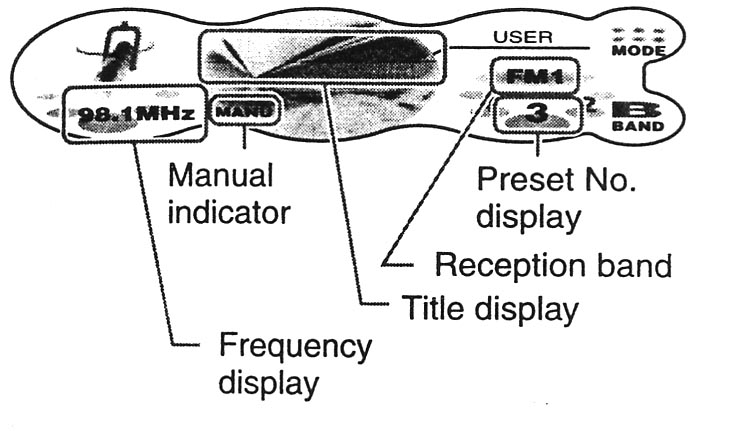 USER
MODE
FM1
98.1MHz
MANU
3
2
B
BAND
Manual
indicator
Preset No.
display
Reception band
Title display
Frequency
display